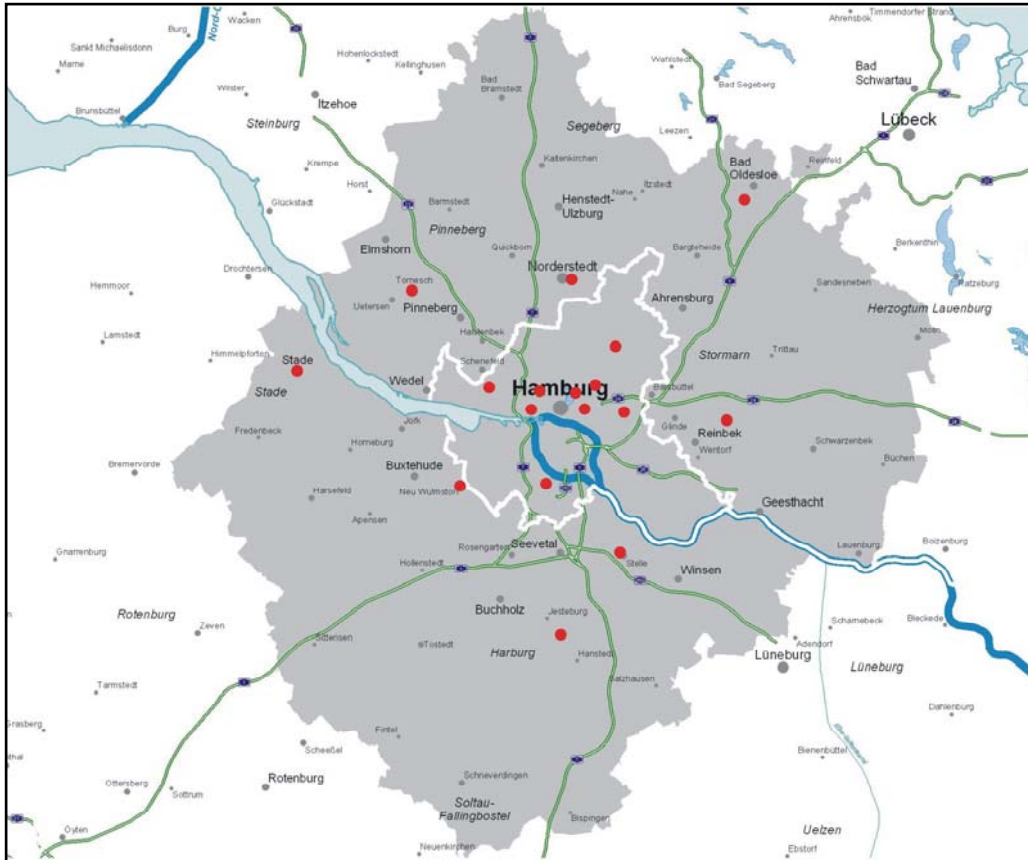 Nord-O
Wacken
Burg
Sankt Michaelisdonn
Marne
Wilster
Brunsbüttel
Steinburg
Itzehoe
Hohenlockstedt
Kellinghusen
Bad
Bramstedt
Segeberg
Wahlstedt
Bad Segeberg
Leezen
Ahrensbök
Timmendorfer Strand
Bad
Schwartau
Lübeck
Krempe
Horst
Glückstadt
Barmstedt
Pinneberg
Elmshorn
Kaltenkirchen
Henstedt-
Ulzburg
Nahe
Itzstedt
Bad
Oldesloe
Reinfeld
Quickborn
Bargteheide
Berkenthin
Ratzeburg
Drochtersen
Hemmoor
Lamstedt
Himmelpforten
Tornesch
Uetersen
Pinneberg
Norderstedt
Ahrensburg
Sandesneben
Herzogtum Lauenburg
Mölln
Halstenbek
Schenefeld
Stormarn
Trittau
Stade
Stade
Wedel
Hamburg
Barsbüttel
Glinde
Reinbek
Wentorf
Schwarzenbek
Büchen
Fredenbeck
Jork
Horneburg
Bremervörde
Buxtehude
Neu Wulmstorf
Harsefeld
Apensen
Geesthacht
Lauenburg
Boizenburg
Gnarrenburg
Rosengarten
Seevetal
Hollenstedt
Stelle
Winsen
Rotenburg
Zeven
Buchholz
Jesteburg
Scharnebeck
Bleckede
Adendorf
Sittensen
Tostedt
Harburg
Hanstedt
Lüneburg
Lüneburg
Tarmstedt
Salzhausen
Dahlenburg
Grasberg
Fintel
Scheeßel
Bienenbüttel
thal
Ottersberg
Sottrum
Rotenburg
Schneverdingen
Soltau-
Fallingbostel
Bispingen
Oyten
Neuenkirchen
Uelzen
Ebstorf